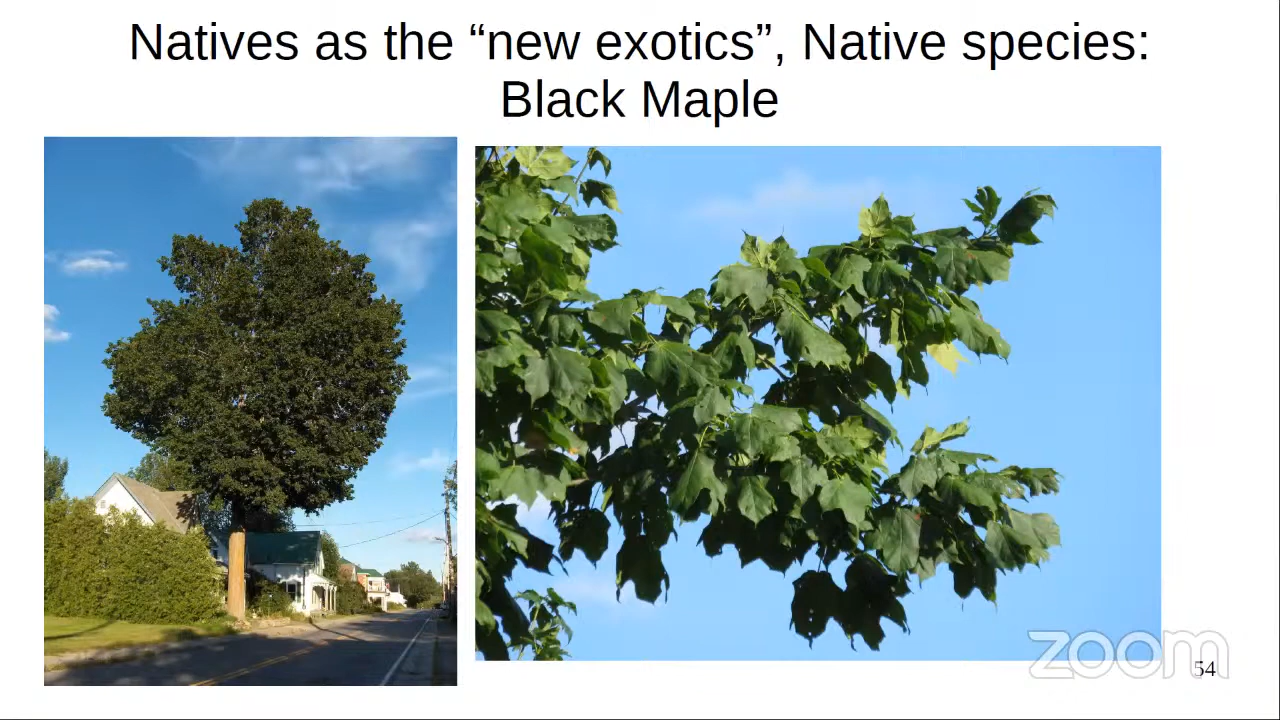 Natives as the “new exotics”, Native species:
Black Maple
zoom
54